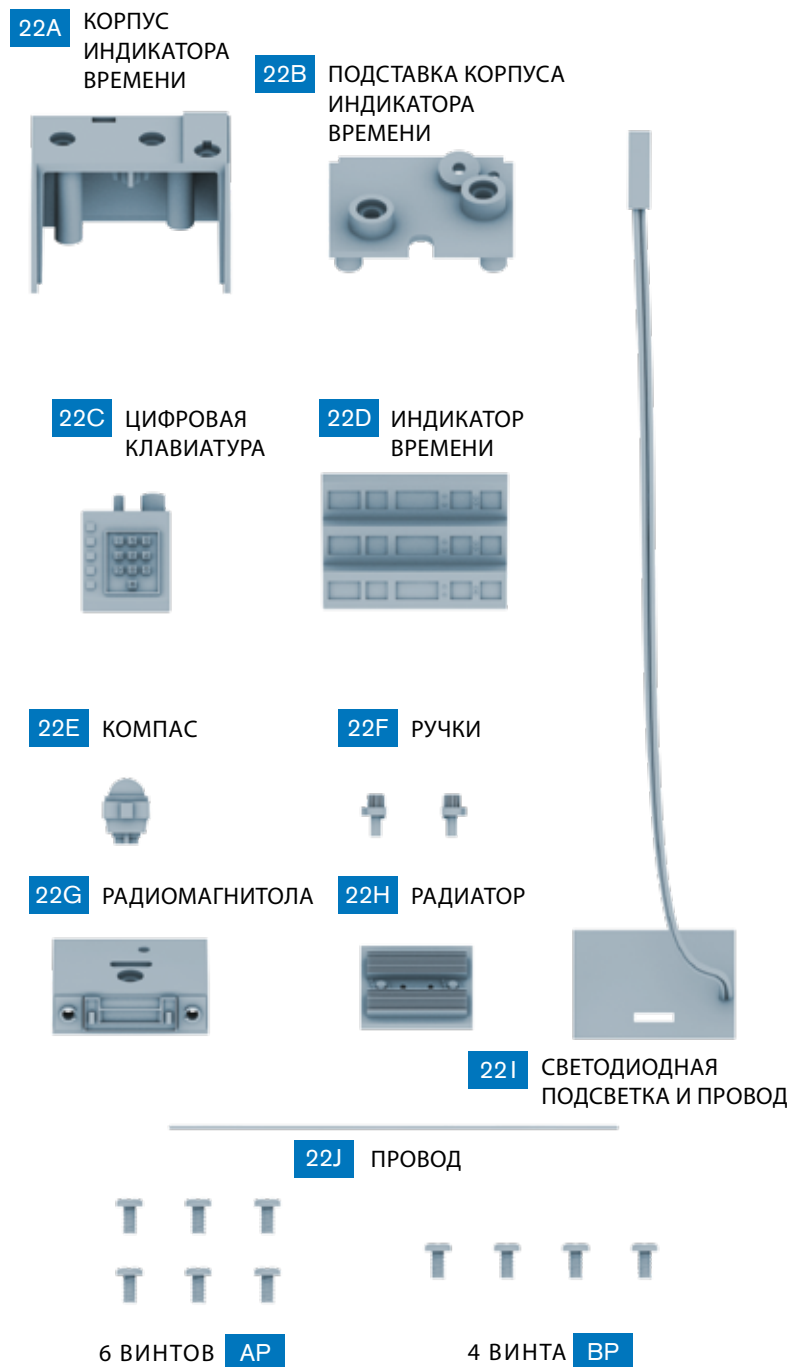 22A КОРПУС
ИНДИКАТОРА
ВРЕМЕНИ
22B ПОДСТАВКА КОРПУСА
ИНДИКАТОРА
ВРЕМЕНИ
22C ЦИФРОВАЯ
КЛАВИАТУРА
22D ИНДИКАТОР
ВРЕМЕНИ
22E КОМПАС
22F РУЧКИ
22G РАДИОМАГНИТОЛА
22H РАДИАТОР
22I СВЕТОДИОДНАЯ
ПОДСВЕТКА И ПРОВОД
22J ПРОВОД
6 ВИНТОВ AP
4 ВИНТА BP